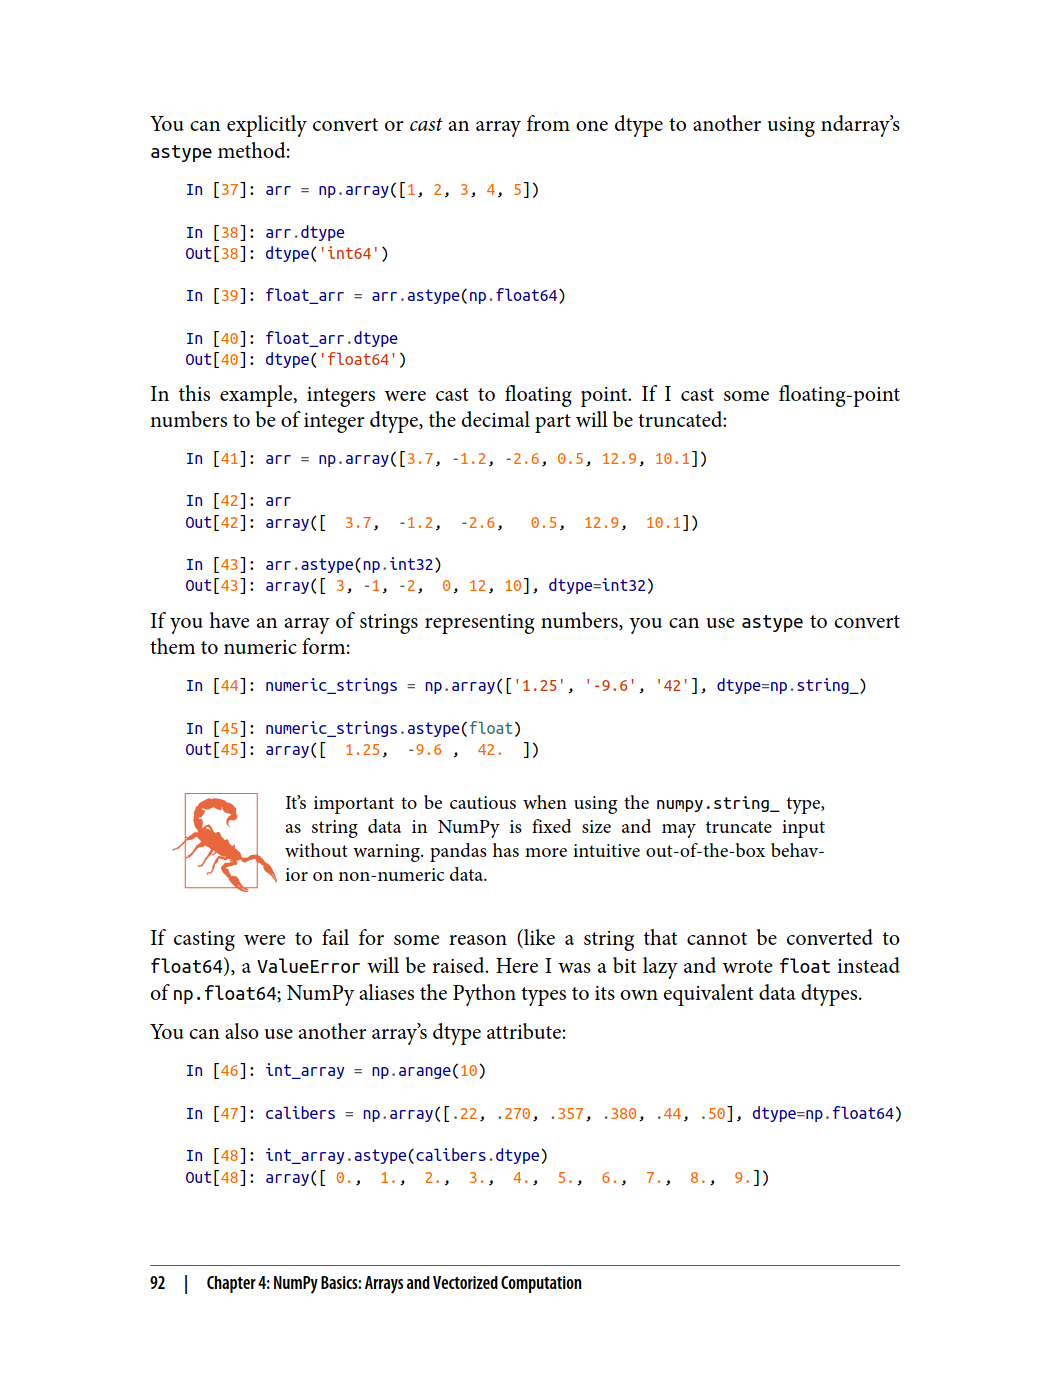 You can explicitly convert or cast an array from one dtype to another using ndarray’s
astype method:
In [37]: arr = np.array([1, 2, 3, 4, 5])
In [38]: arr.dtype
Out[38]: dtype('int64')
In [39]: float_arr = arr.astype(np.float64)
In [40]: float_arr.dtype
Out[40]: dtype('float64')
In this example, integers were cast to floating point. If I cast some floating-point
numbers to be of integer dtype, the decimal part will be truncated:
In [41]: arr = np.array([3.7, -1.2, -2.6, 0.5, 12.9, 10.1])
In [42]: arr
Out[42]: array([  3.7,  -1.2,  -2.6,   0.5,  12.9,  10.1])
In [43]: arr.astype(np.int32)
Out[43]: array([ 3, -1, -2,  0, 12, 10], dtype=int32)
If you have an array of strings representing numbers, you can use astype to convert
them to numeric form:
In [44]: numeric_strings = np.array(['1.25', '-9.6', '42'], dtype=np.string_)
In [45]: numeric_strings.astype(float)
Out[45]: array([  1.25,  -9.6 ,  42.  ])
It’s important to be cautious when using the numpy.string_ type,
as string data in NumPy is fixed size and may truncate input
without warning. pandas has more intuitive out-of-the-box behav-
ior on non-numeric data.
If casting were to fail for some reason (like a string that cannot be converted to
float64), a ValueError will be raised. Here I was a bit lazy and wrote float instead
of np.float64; NumPy aliases the Python types to its own equivalent data dtypes.
You can also use another array’s dtype attribute:
In [46]: int_array = np.arange(10)
In [47]: calibers = np.array([.22, .270, .357, .380, .44, .50], dtype=np.float64)
In [48]: int_array.astype(calibers.dtype)
Out[48]: array([ 0.,  1.,  2.,  3.,  4.,  5.,  6.,  7.,  8.,  9.])
92 | Chapter 4: NumPy Basics: Arrays and Vectorized Computation